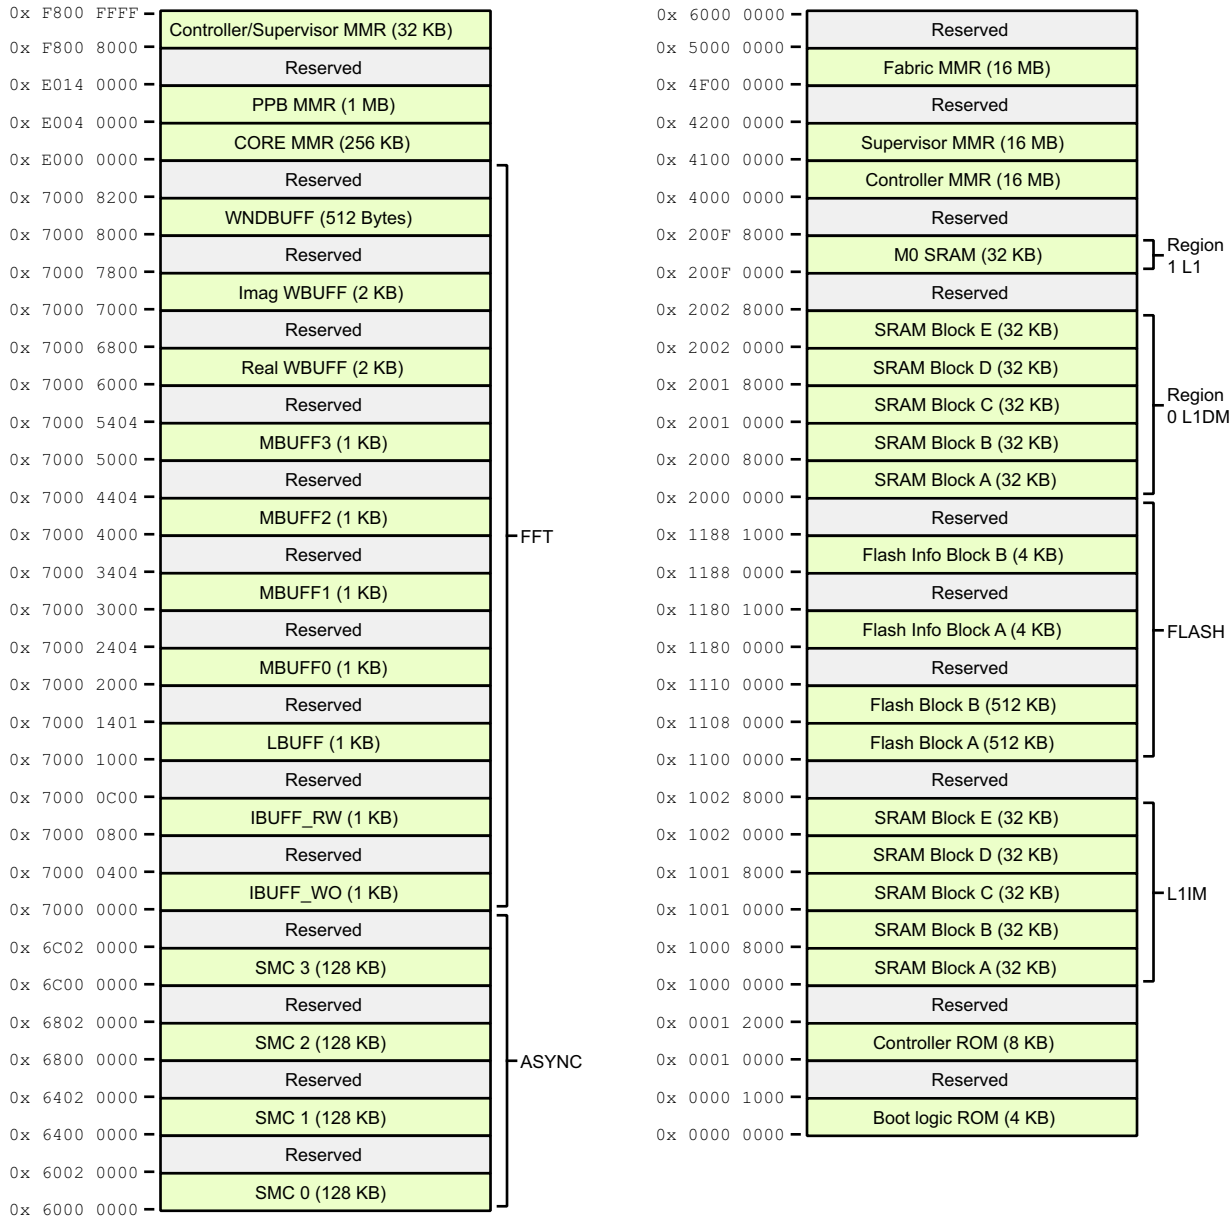 0x F800 FFFF
Controller/Supervisor MMR (32 KB)
0x F800 8000
Reserved
0x E014 0000
PPB MMR (1 MB)
0x E004 0000
CORE MMR (256 KB)
0x E000 0000
Reserved
0x 7000 8200
WNDBUFF (512 Bytes)
0x 7000 8000
Reserved
0x 7000 7800
Imag WBUFF (2 KB)
0x 7000 7000
Reserved
0x 7000 6800
Real WBUFF (2 KB)
0x 7000 6000
Reserved
0x 7000 5404
MBUFF3 (1 KB)
0x 7000 5000
Reserved
0x 7000 4404
MBUFF2 (1 KB)
0x 7000 4000
FFT
Reserved
0x 7000 3404
MBUFF1 (1 KB)
0x 7000 3000
Reserved
0x 7000 2404
MBUFF0 (1 KB)
0x 7000 2000
Reserved
0x 7000 1401
LBUFF (1 KB)
0x 7000 1000
Reserved
0x 7000 0C00
IBUFF_RW (1 KB)
0x 7000 0800
Reserved
0x 7000 0400
IBUFF_WO (1 KB)
0x 7000 0000
Reserved
0x 6C02 0000
SMC 3 (128 KB)
0x 6C00 0000
Reserved
0x 6802 0000
SMC 2 (128 KB)
0x 6800 0000
ASYNC
Reserved
0x 6402 0000
SMC 1 (128 KB)
0x 6400 0000
Reserved
0x 6002 0000
SMC 0 (128 KB)
0x 6000 0000
0x 6000 0000
Reserved
0x 5000 0000
Fabric MMR (16 MB)
0x 4F00 0000
Reserved
0x 4200 0000
Supervisor MMR (16 MB)
0x 4100 0000
Controller MMR (16 MB)
0x 4000 0000
Reserved
0x 200F 8000
M0 SRAM (32 KB)
Region
1 L1
0x 200F 0000
Reserved
0x 2002 8000
SRAM Block E (32 KB)
0x 2002 0000
SRAM Block D (32 KB)
0x 2001 8000
SRAM Block C (32 KB)
Region
0 L1DM
0x 2001 0000
SRAM Block B (32 KB)
0x 2000 8000
SRAM Block A (32 KB)
0x 2000 0000
Reserved
0x 1188 1000
Flash Info Block B (4 KB)
0x 1188 0000
Reserved
0x 1180 1000
Flash Info Block A (4 KB)
FLASH
0x 1180 0000
Reserved
0x 1110 0000
Flash Block B (512 KB)
0x 1108 0000
Flash Block A (512 KB)
0x 1100 0000
Reserved
0x 1002 8000
SRAM Block E (32 KB)
0x 1002 0000
SRAM Block D (32 KB)
0x 1001 8000
SRAM Block C (32 KB)
L1IM
0x 1001 0000
SRAM Block B (32 KB)
0x 1000 8000
SRAM Block A (32 KB)
0x 1000 0000
Reserved
0x 0001 2000
Controller ROM (8 KB)
0x 0001 0000
Reserved
0x 0000 1000
Boot logic ROM (4 KB)
0x 0000 0000